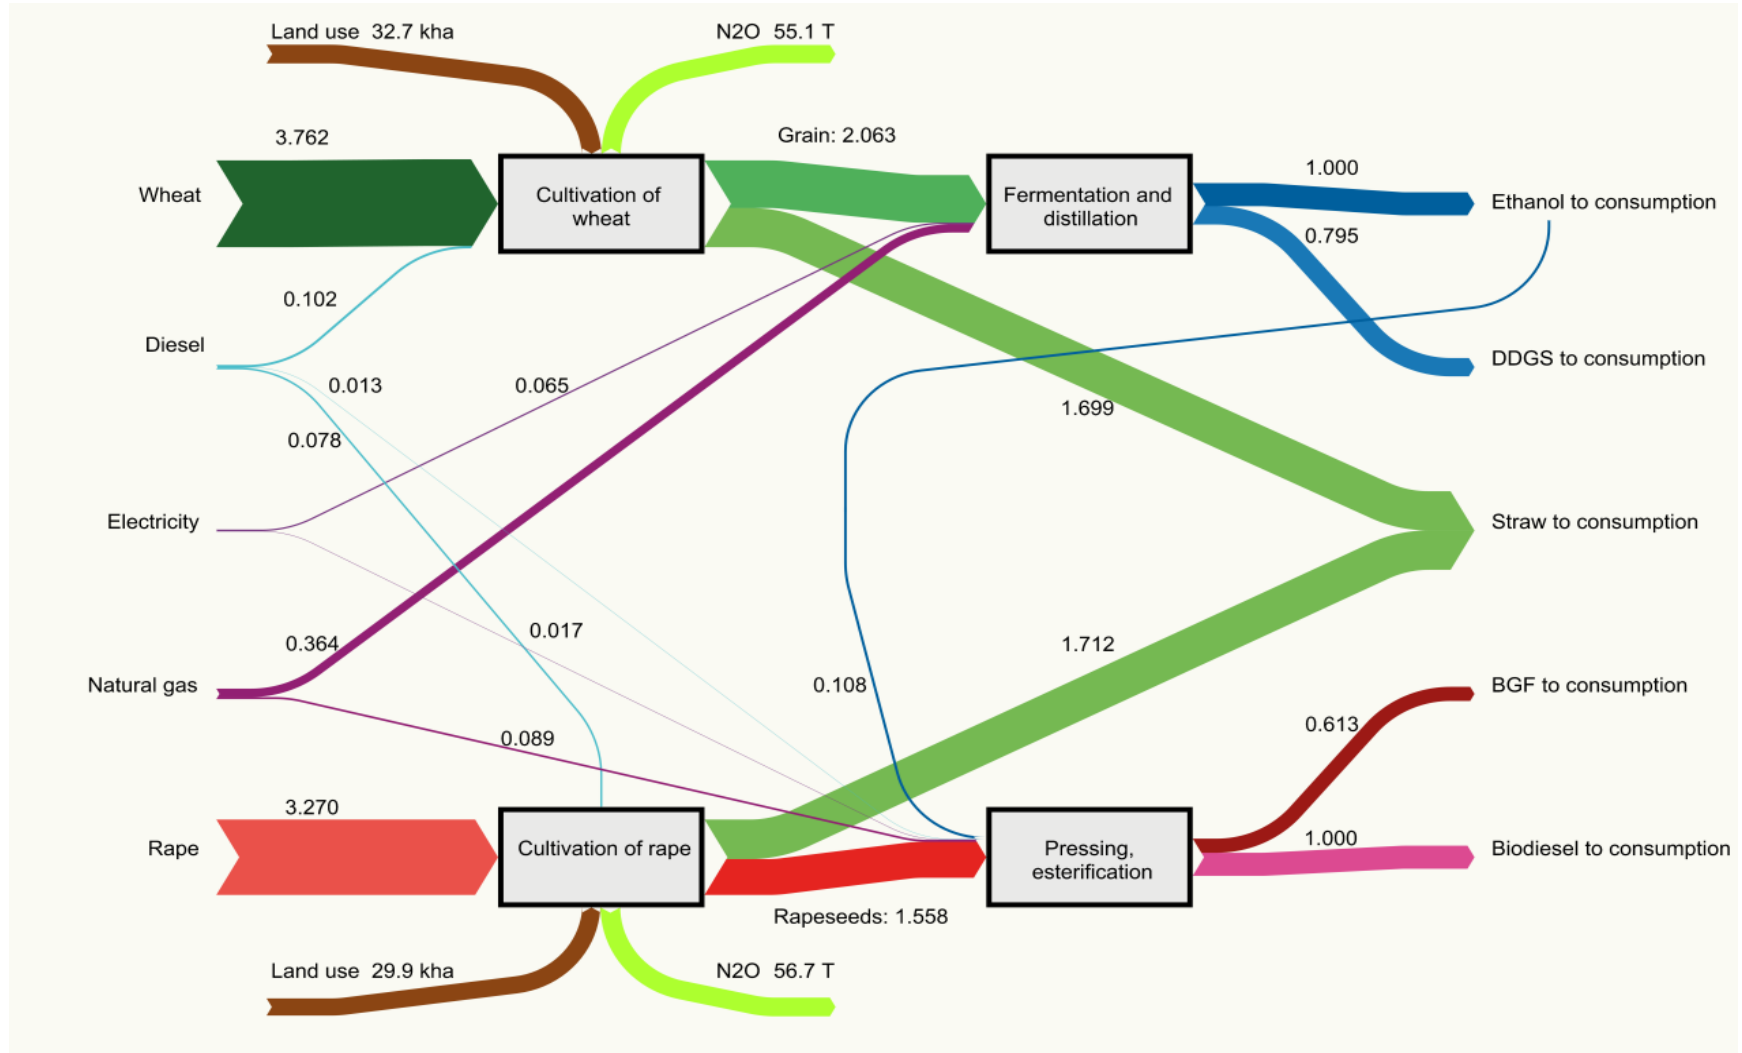 Land use 32.7 kha
N2O 55.1 T
3.762
Grain: 2.063
1.000
Wheat
Cultivation of
wheat
Fermentation and
distillation
Ethanol to consumption
0.795
0.102
Diesel
DDGS to consumption
0.013
0.065
1.699
0.078
Electricity
Straw to consumption
0.364
0.017
1.712
Natural gas
0.108
BGF to consumption
0.613
0.089
3.270
1.000
Rape
Cultivation of rape
Pressing,
esterification
Biodiesel to consumption
Rapeseeds: 1.558
Land use 29.9 kha
N2O 56.7 T